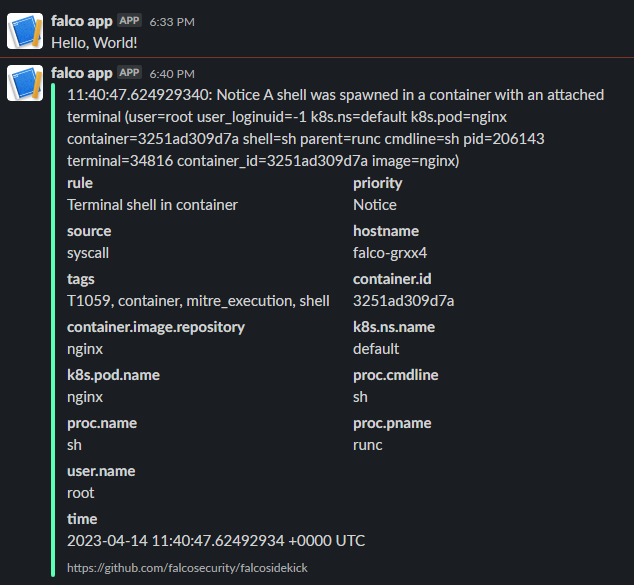 falco app APP 6:33 PM
Hello, World!
falco app APP 6:40 PM
11:40:47.624929340: Notice A shell was spawned in a container with an attached
terminal (user=root user_loginuid=-1 k8s.ns=default k8s.pod=nginx
container=3251ad309d7a shell=sh parent=runc cmdline=sh pid=206143
terminal=34816 container_id=3251ad309d7a image=nginx)
rule priority
Terminal shell in container Notice
source hostname
syscall falco-grxx4
tags container.id
T1059, container, mitre_execution, shell 3251ad309d7a
container.image.repository k8s.ns.name
nginx default
k8s.pod.name proc.cmdline
nginx sh
proc.name proc.pname
sh runc
user.name
root
time
2023-04-14 11:40:47.62492934 +0000 UTC
https://github.com/falcosecurity/falcosidekick